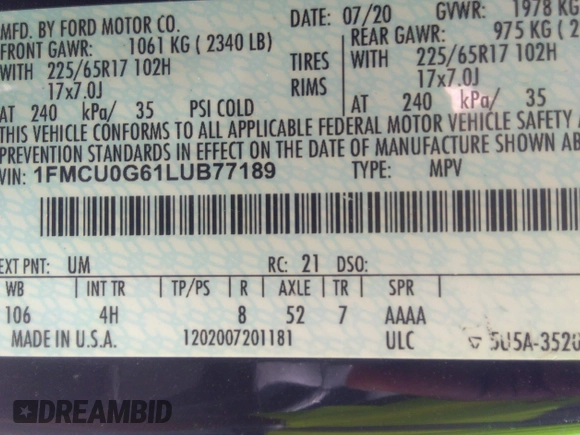 MFD. BY FORD MOTOR CO.
DATE: 07/20 GVWR: 1978 KG
FRONT GAWR: 1061 KG (2340 LB)
REAR GAWR: 975 KG (2
WITH 225/65R17 102H TIRES WITH 225/65R17 102H
17x7.0J RIMS 17x7.0J
AT 240 kPa/ 35 PSI COLD AT 240 kPa/ 35
THIS VEHICLE CONFORMS TO ALL APPLICABLE FEDERAL MOTOR VEHICLE SAFETY
PREVENTION STANDARDS IN EFFECT ON THE DATE OF MANUFACTURE SHOWN
VIN: 1FMCU0G61LUB77189 TYPE: MPV
EXT PNT: UM RC: 21 DSO:
WB INT TR TP/PS R AXLE TR SPR
106 4H 8 52 7 AAAA
MADE IN U.S.A. 1202007201181 ULC 5U5A-3520
DREAMBID